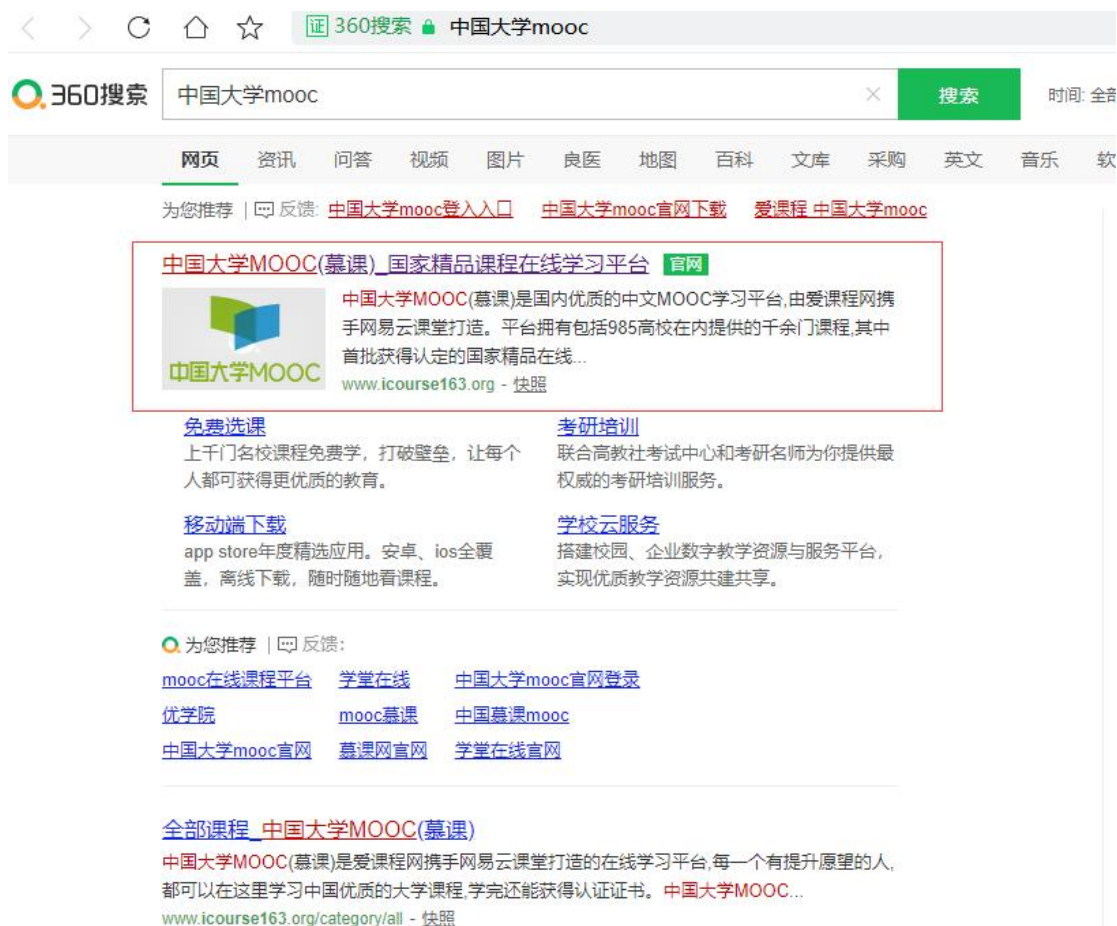 证 360搜索 中国大学mooc
360搜索 中国大学mooc 搜索 时间: 全部
网页 资讯 问答 视频 图片 良医 地图 百科 文库 采购 英文 音乐 软
为您推荐 | 反馈: 中国大学mooc登入入口 中国大学mooc官网下载 爱课程 中国大学mooc
中国大学MOOC(慕课)_国家精品课程在线学习平台 官网
中国大学MOOC
中国大学MOOC(慕课)是国内优质的中文MOOC学习平台,由爱课程网携
手网易云课堂打造。平台拥有包括985高校在内提供的千余门课程,其中
首批获得认定的国家精品在线...
www.icourse163.org - 快照
免费选课
上千门名校课程免费学，打破壁垒，让每个
人都可获得更优质的教育。
考研培训
联合高教社考试中心和考研名师为你提供最
权威的考研培训服务。
移动端下载
app store年度精选应用。安卓、ios全覆
盖，离线下载，随时随地看课程。
学校云服务
搭建校园、企业数字教学资源与服务平台，
实现优质教学资源共建共享。
为您推荐 | 反馈:
mooc在线课程平台 学堂在线 中国大学mooc官网登录
优学院 mooc慕课 中国慕课mooc
中国大学mooc官网 慕课网官网 学堂在线官网
全部课程_中国大学MOOC(慕课)
中国大学MOOC(慕课)是爱课程网携手网易云课堂打造的在线学习平台,每一个有提升愿望的人,
都可以在这里学习中国优质的大学课程,学完还能获得认证证书。中国大学MOOC...
www.icourse163.org/category/all - 快照